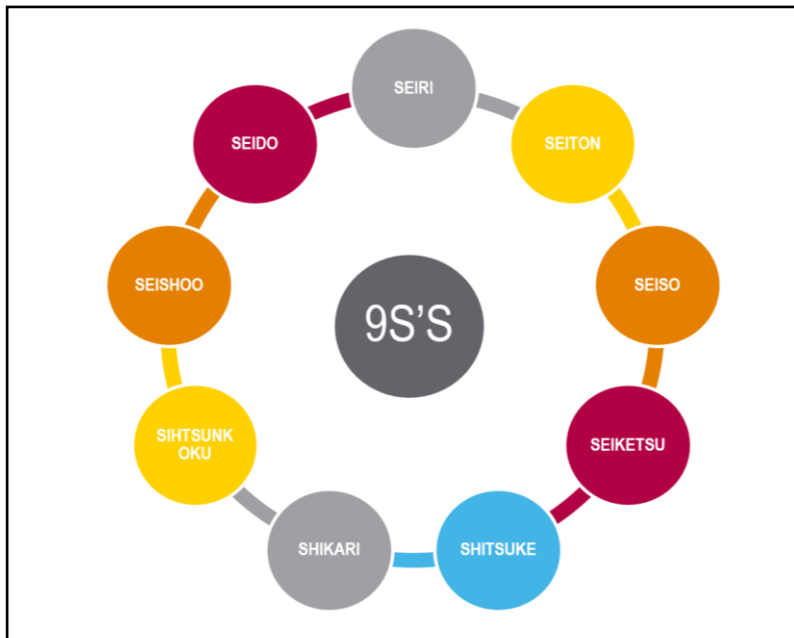 SEIRI
SEITON
SEISO
SEIKETSU
SHITSUKE
SHIKARI
SIHTSUNK
OKU
SEISHOO
SEIDO
9S'S